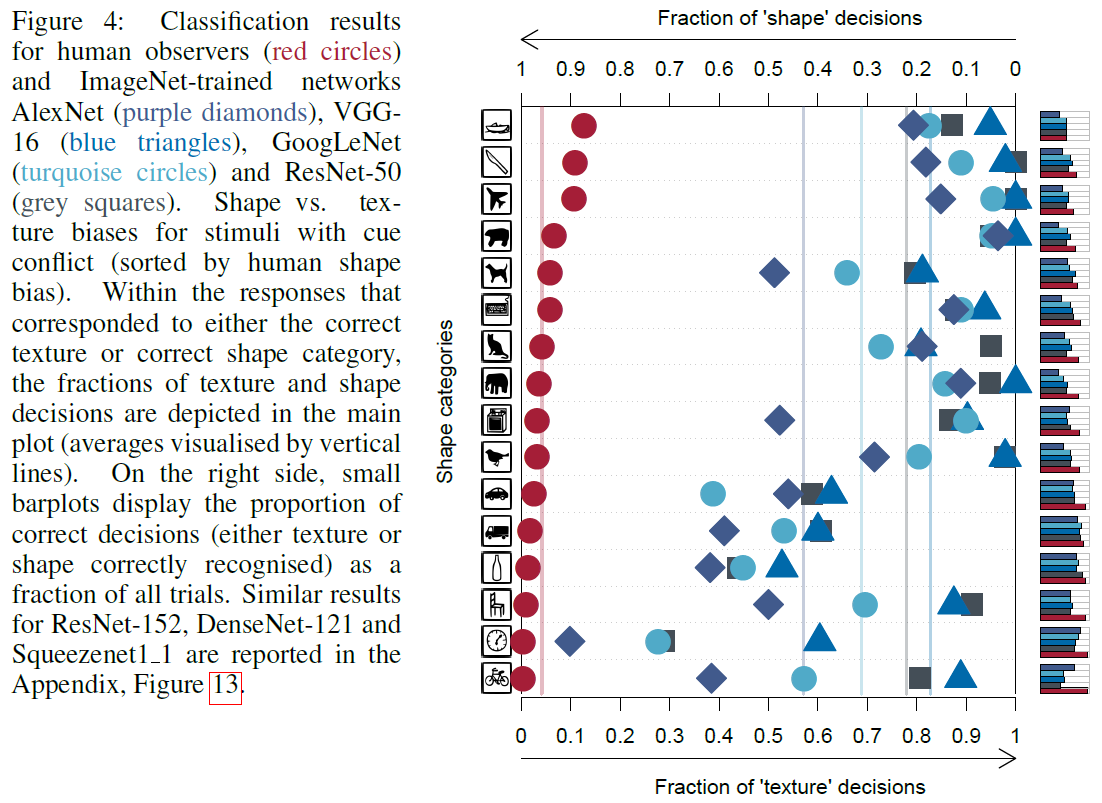 Figure 4: Classification results
for human observers (red circles)
and ImageNet-trained networks
AlexNet (purple diamonds), VGG-
16 (blue triangles), GoogLeNet
(turquoise circles) and ResNet-50
(grey squares). Shape vs. tex-
ture biases for stimuli with cue
conflict (sorted by human shape
bias). Within the responses that
corresponded to either the correct
texture or correct shape category,
the fractions of texture and shape
decisions are depicted in the main
plot (averages visualised by vertical
lines). On the right side, small
barplots display the proportion of
correct decisions (either texture or
shape correctly recognised) as a
fraction of all trials. Similar results
for ResNet-152, DenseNet-121 and
Squeezenet1_1 are reported in the
Appendix, Figure 13.
Fraction of 'shape' decisions
1 0.9 0.8 0.7 0.6 0.5 0.4 0.3 0.2 0.1 0
Shape categories
0 0.1 0.2 0.3 0.4 0.5 0.6 0.7 0.8 0.9 1
Fraction of 'texture' decisions